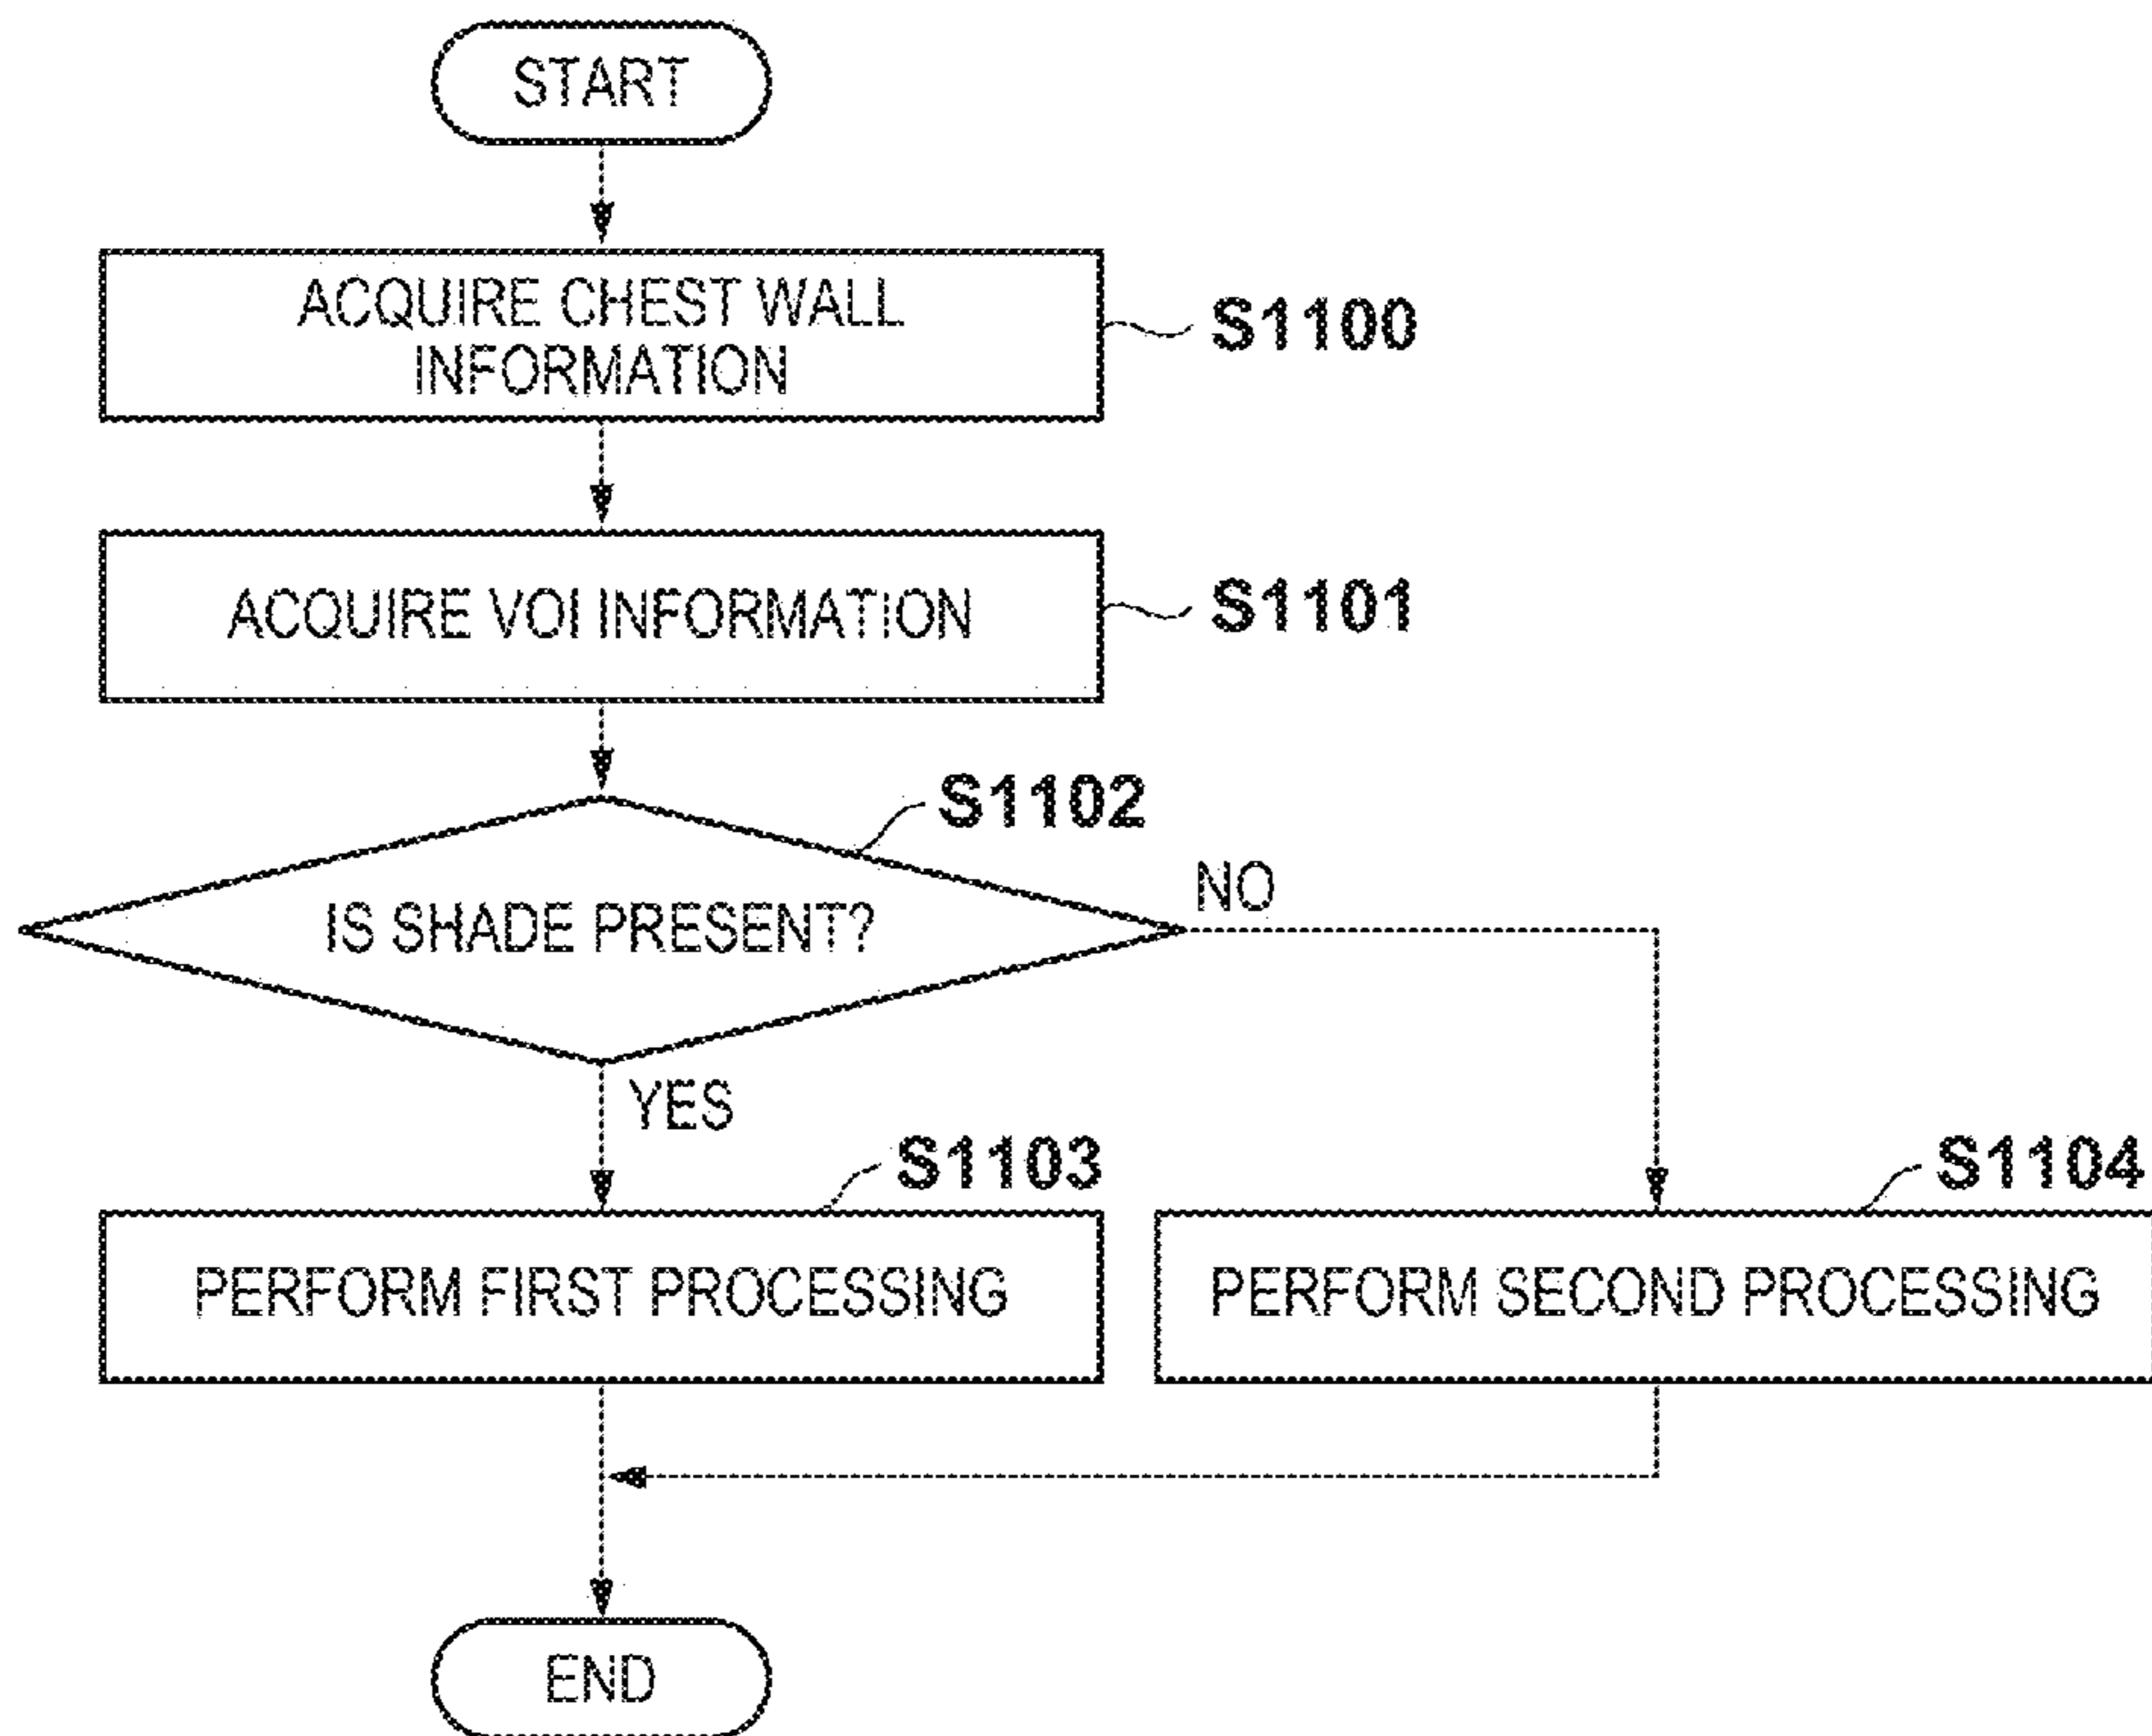 START
ACQUIRE CHEST WALL
INFORMATION
S1100
ACQUIRE VOI INFORMATION
S1101
S1102
IS SHADE PRESENT?
NO
YES
S1103
S1104
PERFORM FIRST PROCESSING
PERFORM SECOND PROCESSING
END